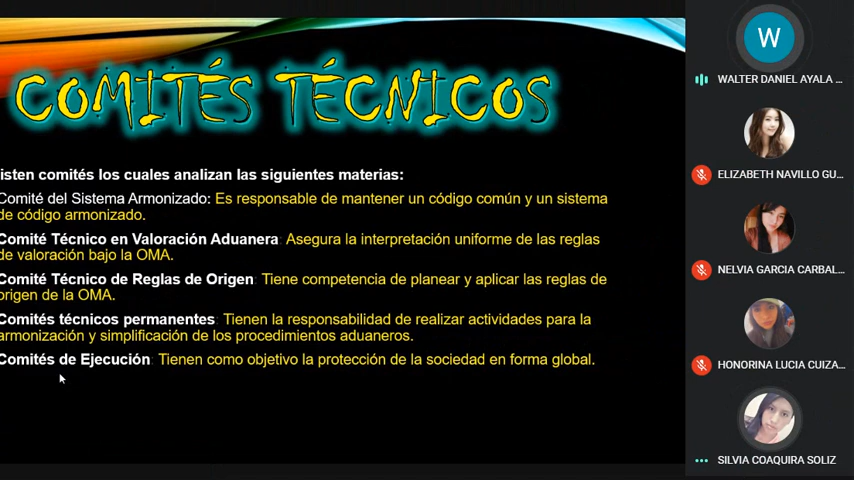 COMITÉS TÉCNICOS
isten comités los cuales analizan las siguientes materias:
Comité del Sistema Armonizado: Es responsable de mantener un código común y un sistema
de código armonizado.
Comité Técnico en Valoración Aduanera: Asegura la interpretación uniforme de las reglas
de valoración bajo la OMA.
Comité Técnico de Reglas de Origen: Tiene competencia de planear y aplicar las reglas de
origen de la OMA.
Comités técnicos permanentes: Tienen la responsabilidad de realizar actividades para la
armonización y simplificación de los procedimientos aduaneros.
Comités de Ejecución: Tienen como objetivo la protección de la sociedad en forma global.
W
WALTER DANIEL AYALA ...
ELIZABETH NAVILLO GU...
NELVIA GARCIA CARBAL...
HONORINA LUCIA CUIZA...
SILVIA COAQUIRA SOLIZ